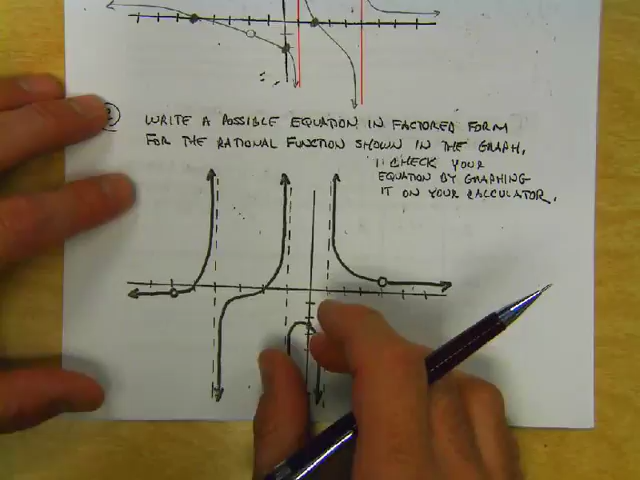 WRITE A POSSIBLE EQUATION IN FACTORED FORM
FOR THE RATIONAL FUNCTION SHOWN IN THE GRAPH.
CHECK YOUR
EQUATION BY GRAPHING
IT ON YOUR CALCULATOR.